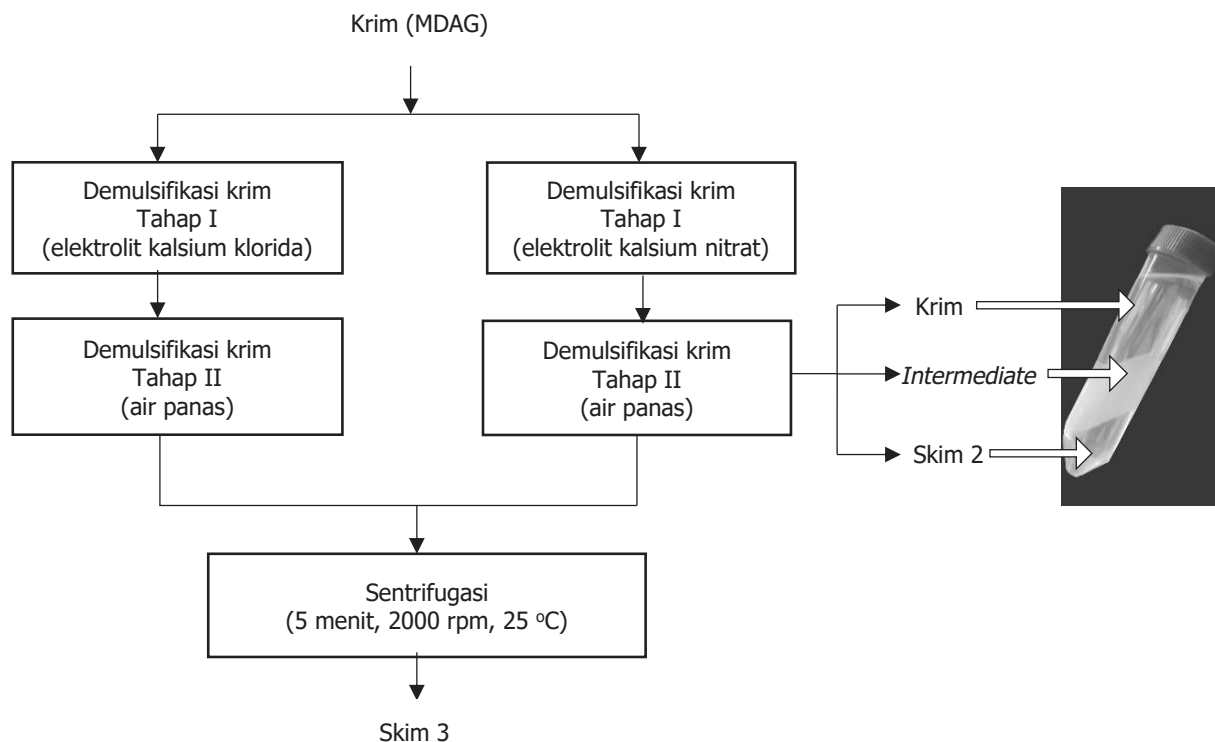 Krim (MDAG)
Demulsifikasi krim
Tahap I
(elektrolit kalsium klorida)
Demulsifikasi krim
Tahap I
(elektrolit kalsium nitrat)
Demulsifikasi krim
Tahap II
(air panas)
Demulsifikasi krim
Tahap II
(air panas)
Krim
Intermediate
Skim 2
Sentrifugasi
(5 menit, 2000 rpm, 25 ºC)
Skim 3